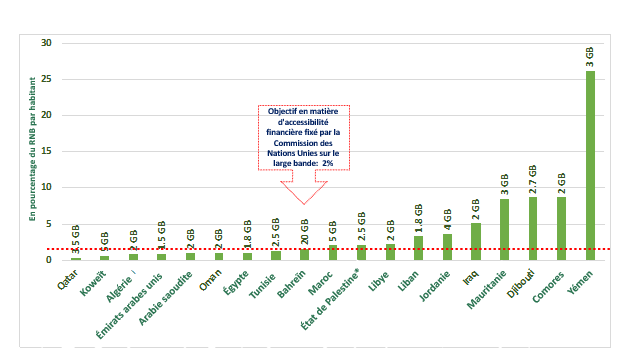 En pourcentage du RNB par habitant
30
25
20
15
10
5
0
Objectif en matière
d'accessibilité
financière fixé par la
Commission des
Nations Unies sur le
large bande: 2%
3.5 GB
5 GB
2 GB
1.5 GB
2 GB
2 GB
1.8 GB
2.5 GB
20 GB
5 GB
2.5 GB
2 GB
1.8 GB
4 GB
2 GB
3 GB
2.7 GB
2 GB
3 GB
Qatar
Koweït
Algérie
Émirats arabes unis
Arabie saoudite
Oman
Égypte
Tunisie
Bahreïn
Maroc
État de Palestine*
Libye
Liban
Jordanie
Iraq
Mauritanie
Djibouti
Comores
Yémen